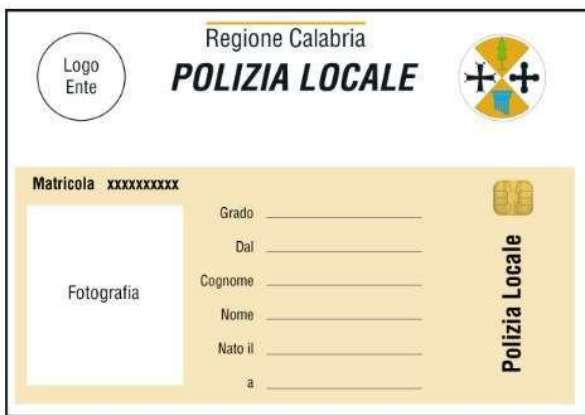 Logo
Ente
Regione Calabria
POLIZIA LOCALE
Matricola xxxxxxxxxx
Fotografia
Grado
Dal
Cognome
Nome
Nato il
a
Polizia Locale